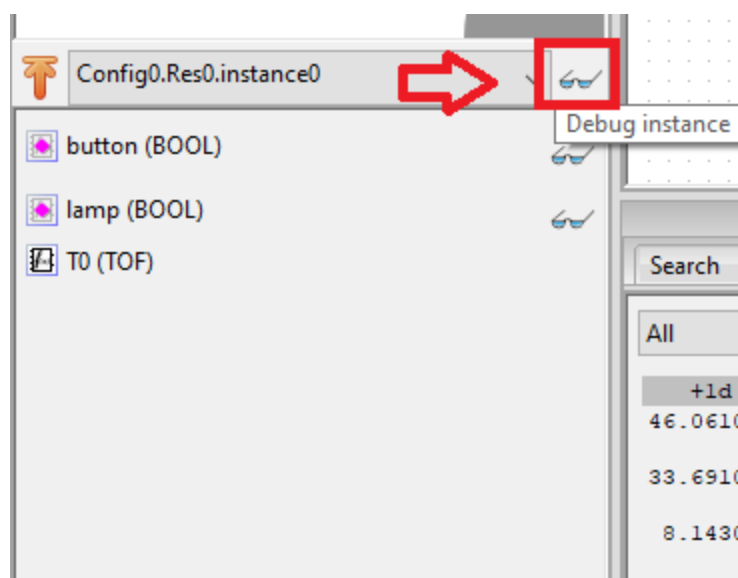 Config0.Res0.instance0
Debug instance
button (BOOL)
lamp (BOOL)
T0 (TOF)
Search
All
+1d
46.0610
33.6910
8.1430